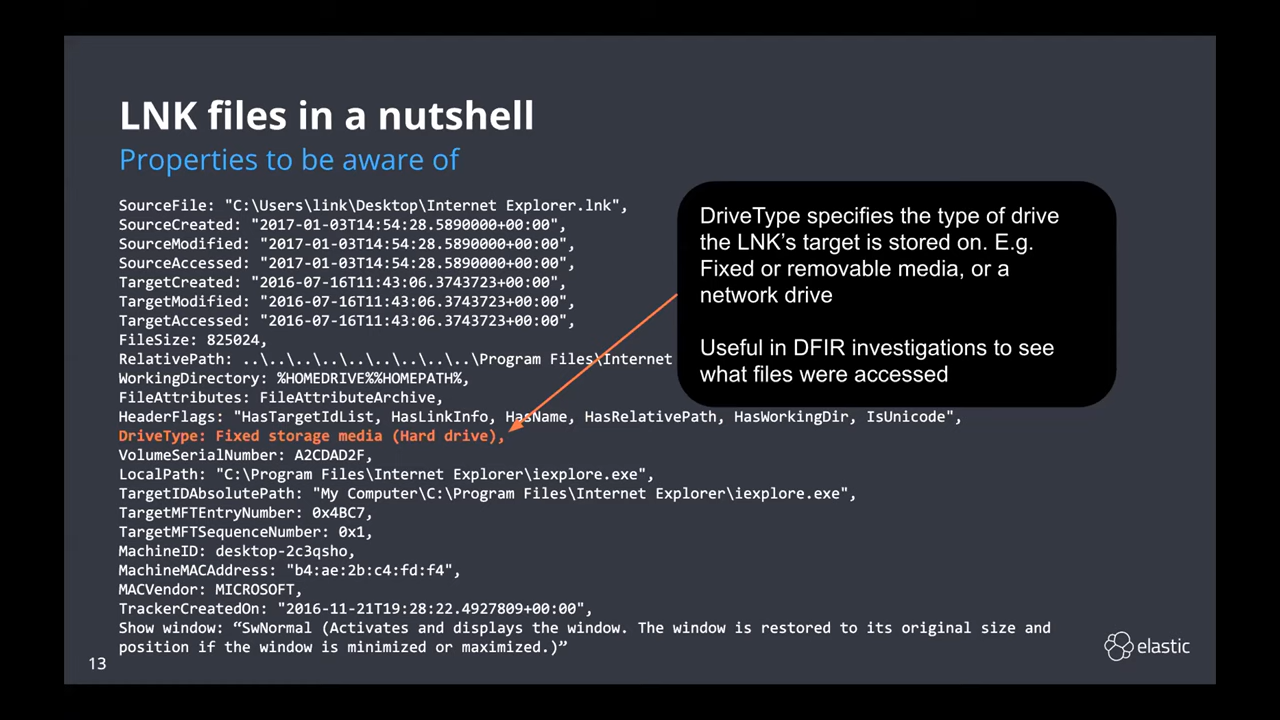 LNK files in a nutshell
Properties to be aware of
SourceFile: "C:\Users\link\Desktop\Internet Explorer.lnk",
SourceCreated: "2017-01-03T14:54:28.5890000+00:00",
SourceModified: "2017-01-03T14:54:28.5890000+00:00",
SourceAccessed: "2017-01-03T14:54:28.5890000+00:00",
TargetCreated: "2016-07-16T11:43:06.3743723+00:00",
TargetModified: "2016-07-16T11:43:06.3743723+00:00",
TargetAccessed: "2016-07-16T11:43:06.3743723+00:00",
FileSize: 825024,
RelativePath: ..\..\..\..\..\..\..\..\..\Program Files\Internet
WorkingDirectory: %HOMEDRIVE%%HOMEPATH%,
FileAttributes: FileAttributeArchive,
HeaderFlags: "HasTargetIdList, HasLinkInfo, HasName, HasRelativePath, HasWorkingDir, IsUnicode",
DriveType: Fixed storage media (Hard drive),
VolumeSerialNumber: A2CDAD2F,
LocalPath: "C:\Program Files\Internet Explorer\iexplore.exe",
TargetIDAbsolutePath: "My Computer\C:\Program Files\Internet Explorer\iexplore.exe",
TargetMFTEntryNumber: 0x4BC7,
TargetMFTSequenceNumber: 0x1,
MachineID: desktop-2c3qsho,
MachineMACAddress: "b4:ae:2b:c4:fd:f4",
MACVendor: MICROSOFT,
TrackerCreatedOn: "2016-11-21T19:28:22.4927809+00:00",
Show window: “SwNormal (Activates and displays the window. The window is restored to its original size and
position if the window is minimized or maximized.)”
DriveType specifies the type of drive
the LNK’s target is stored on. E.g.
Fixed or removable media, or a
network drive
Useful in DFIR investigations to see
what files were accessed
13
elastic